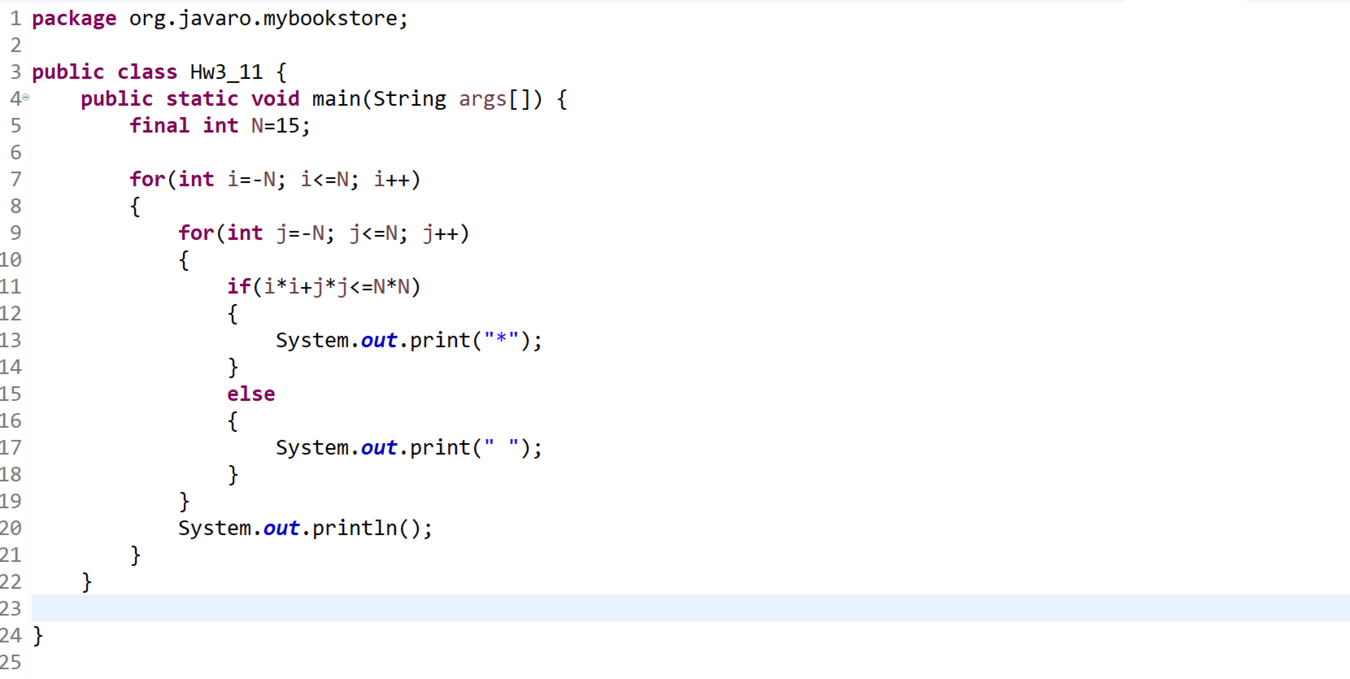 1 package org.javaro.mybookstore;
2
3 public class Hw3_11 {
4     public static void main(String args[]) {
5         final int N=15;
6
7         for(int i=-N; i<=N; i++)
8         {
9             for(int j=-N; j<=N; j++)
10             {
11                 if(i*i+j*j<=N*N)
12                 {
13                     System.out.print("*");
14                 }
15                 else
16                 {
17                     System.out.print(" ");
18                 }
19             }
20             System.out.println();
21         }
22     }
23
24 }
25